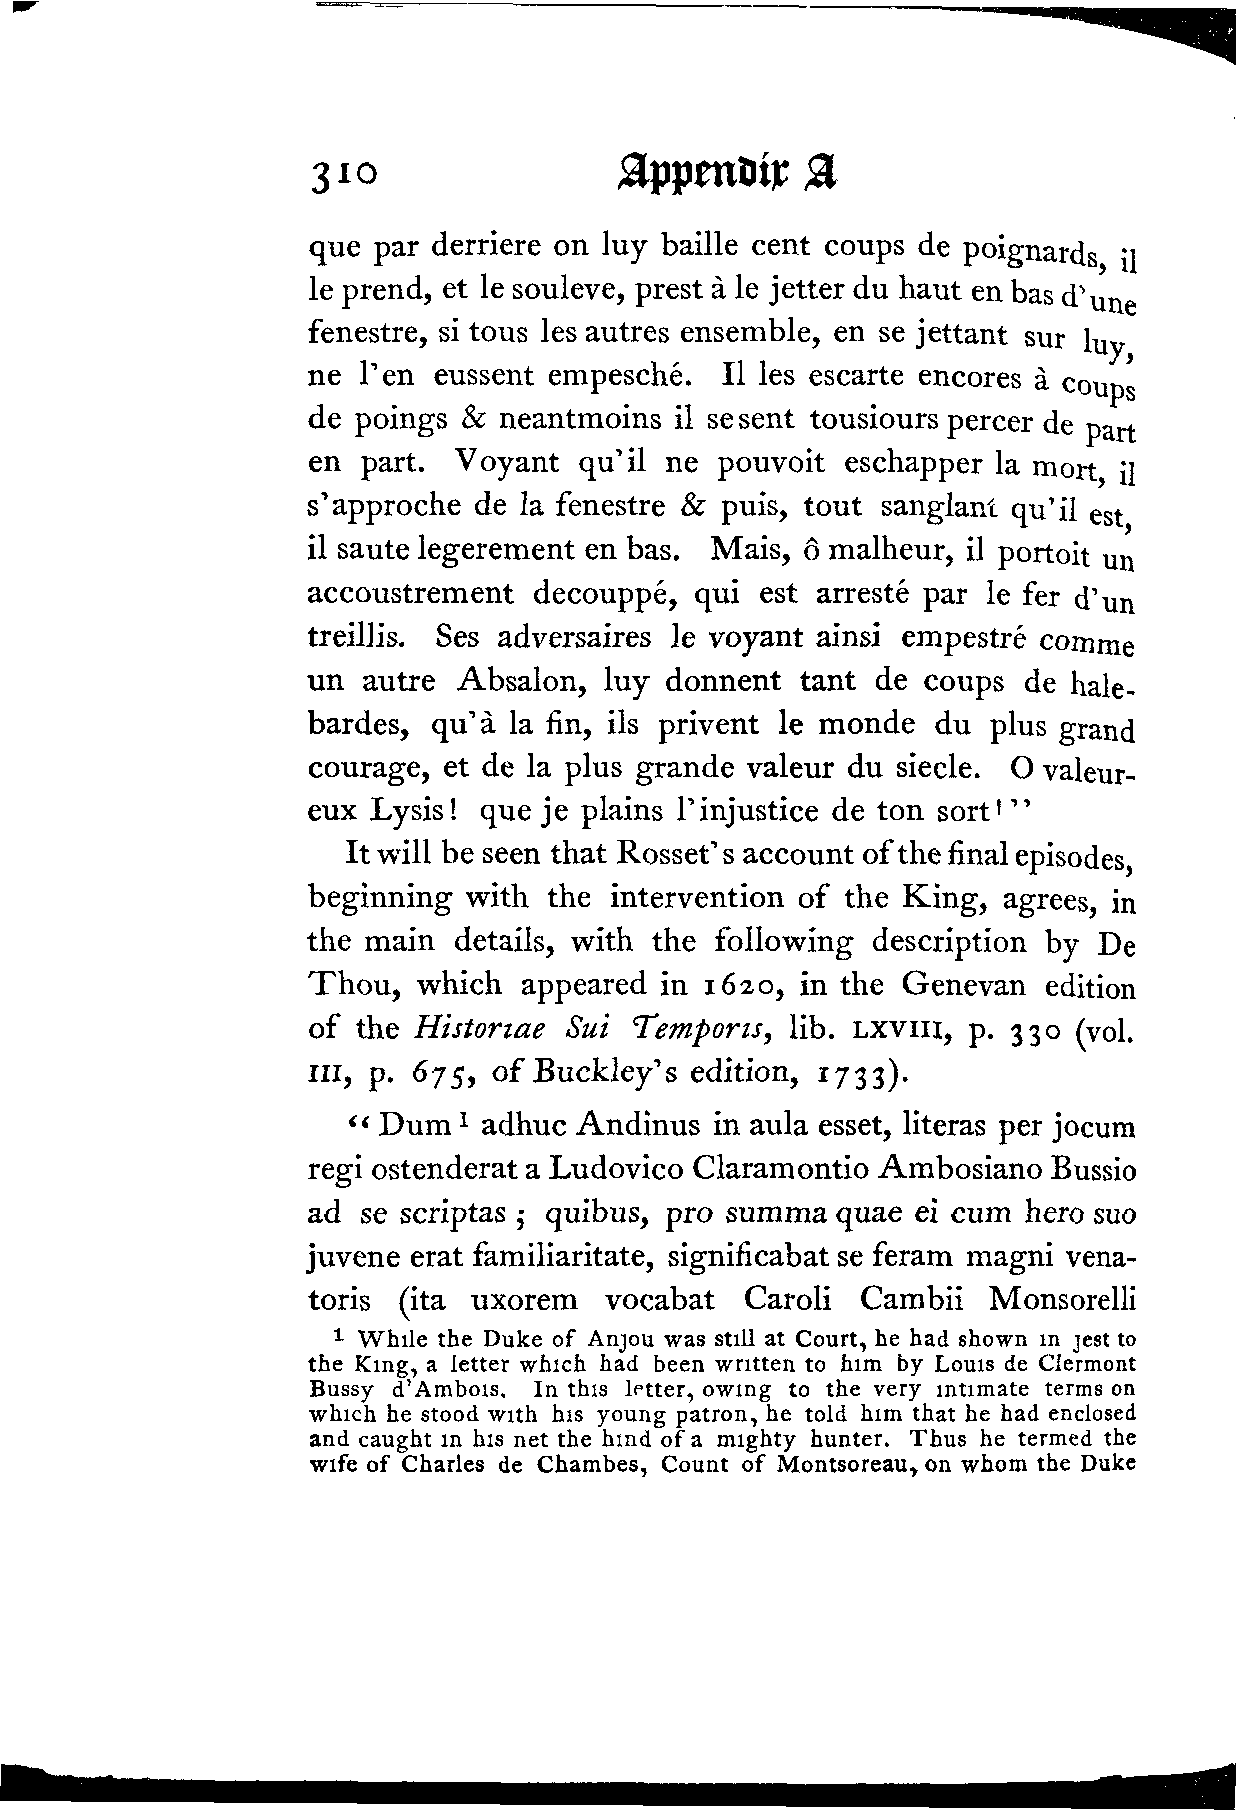 310 Appendix A
que par derriere on luy baille cent coups de poignards, il
le prend, et le souleve, prest à le jetter du haut en bas d'une
fenestre, si tous les autres ensemble, en se jettant sur luy,
ne l'en eussent empesché. Il les escarte encores à coups
de poings & neantmoins il se sent tousiours percer de part
en part. Voyant qu'il ne pouvoit eschapper la mort, il
s'approche de la fenestre & puis, tout sanglant qu'il est,
il saute legerement en bas. Mais, ô malheur, il portoit un
accoustrement decouppé, qui est arresté par le fer d'un
treillis. Ses adversaires le voyant ainsi empestré comme
un autre Absalon, luy donnent tant de coups de hale-
bardes, qu'à la fin, ils privent le monde du plus grand
courage, et de la plus grande valeur du siecle. O valeur-
eux Lysis! que je plains l'injustice de ton sort!"
It will be seen that Rosset's account of the final episodes,
beginning with the intervention of the King, agrees, in
the main details, with the following description by De
Thou, which appeared in 1620, in the Genevan edition
of the Historiae Sui Temporis, lib. LXVIII, p. 330 (vol.
III, p. 675, of Buckley's edition, 1733).
"Dum¹ adhuc Andinus in aula esset, literas per jocum
regi ostenderat a Ludovico Claramontio Ambosiano Bussio
ad se scriptas; quibus, pro summa quae ei cum hero suo
juvene erat familiaritate, significabat se feram magni vena-
toris (ita uxorem vocabat Caroli Cambii Monsorelli
¹ While the Duke of Anjou was still at Court, he had shown in jest to
the King, a letter which had been written to him by Louis de Clermont
Bussy d'Ambois. In this letter, owing to the very intimate terms on
which he stood with his young patron, he told him that he had enclosed
and caught in his net the hind of a mighty hunter. Thus he termed the
wife of Charles de Chambes, Count of Montsoreau, on whom the Duke